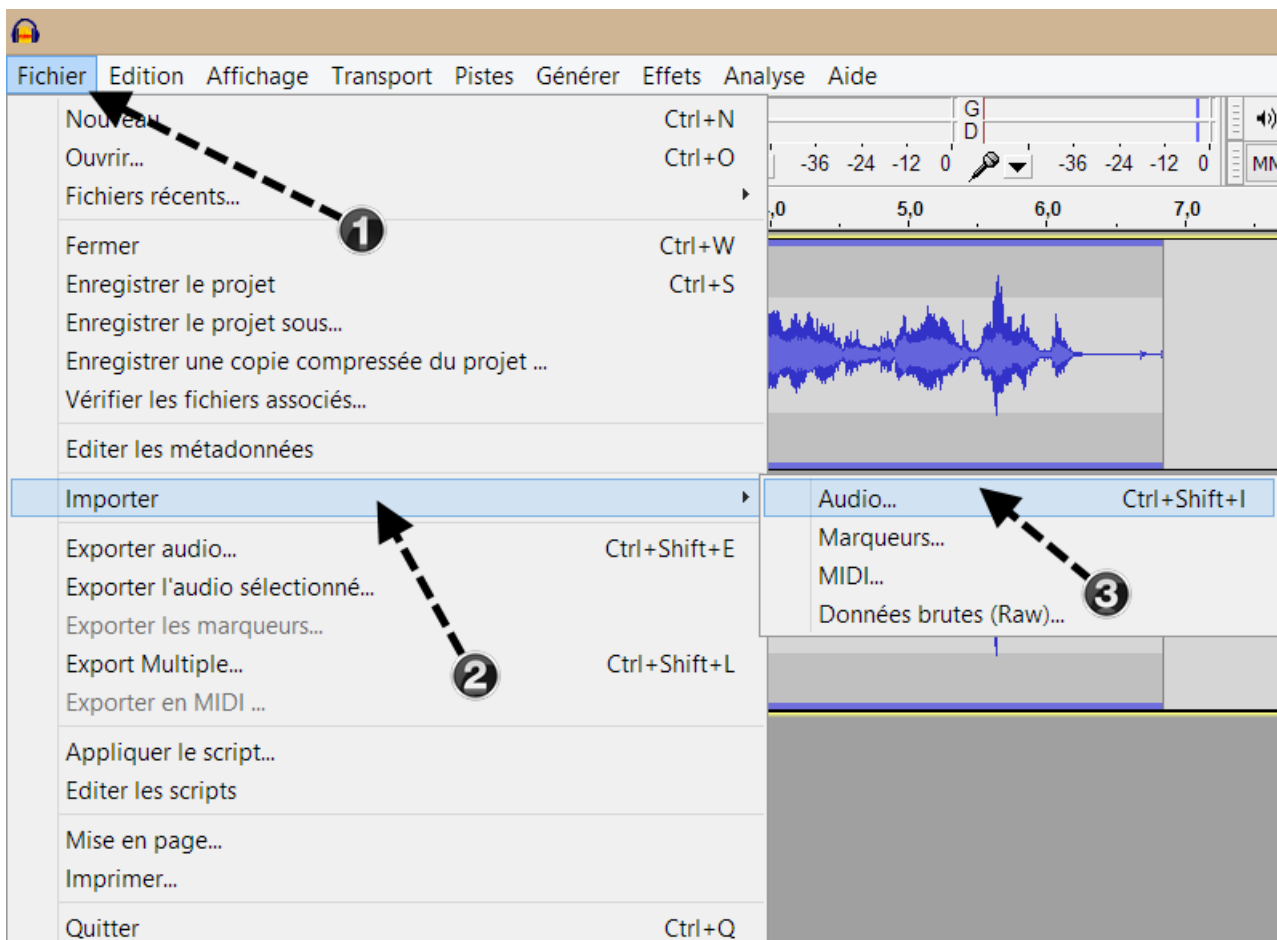 Fichier Edition Affichage Transport Pistes Générer Effets Analyse Aide
Nouveau Ctrl+N
Ouvrir... Ctrl+O
Fichiers récents...
Fermer Ctrl+W
Enregistrer le projet Ctrl+S
Enregistrer le projet sous...
Enregistrer une copie compressée du projet ...
Vérifier les fichiers associés...
Editer les métadonnées
Importer
Exporter audio... Ctrl+Shift+E
Exporter l'audio sélectionné...
Exporter les marqueurs...
Export Multiple... Ctrl+Shift+L
Exporter en MIDI ...
Appliquer le script...
Editer les scripts
Mise en page...
Imprimer...
Quitter Ctrl+Q
G
D
-36 -24 -12 0 -36 -24 -12 0
,0 5,0 6,0 7,0
Audio... Ctrl+Shift+I
Marqueurs...
MIDI...
Données brutes (Raw)...
1
2
3